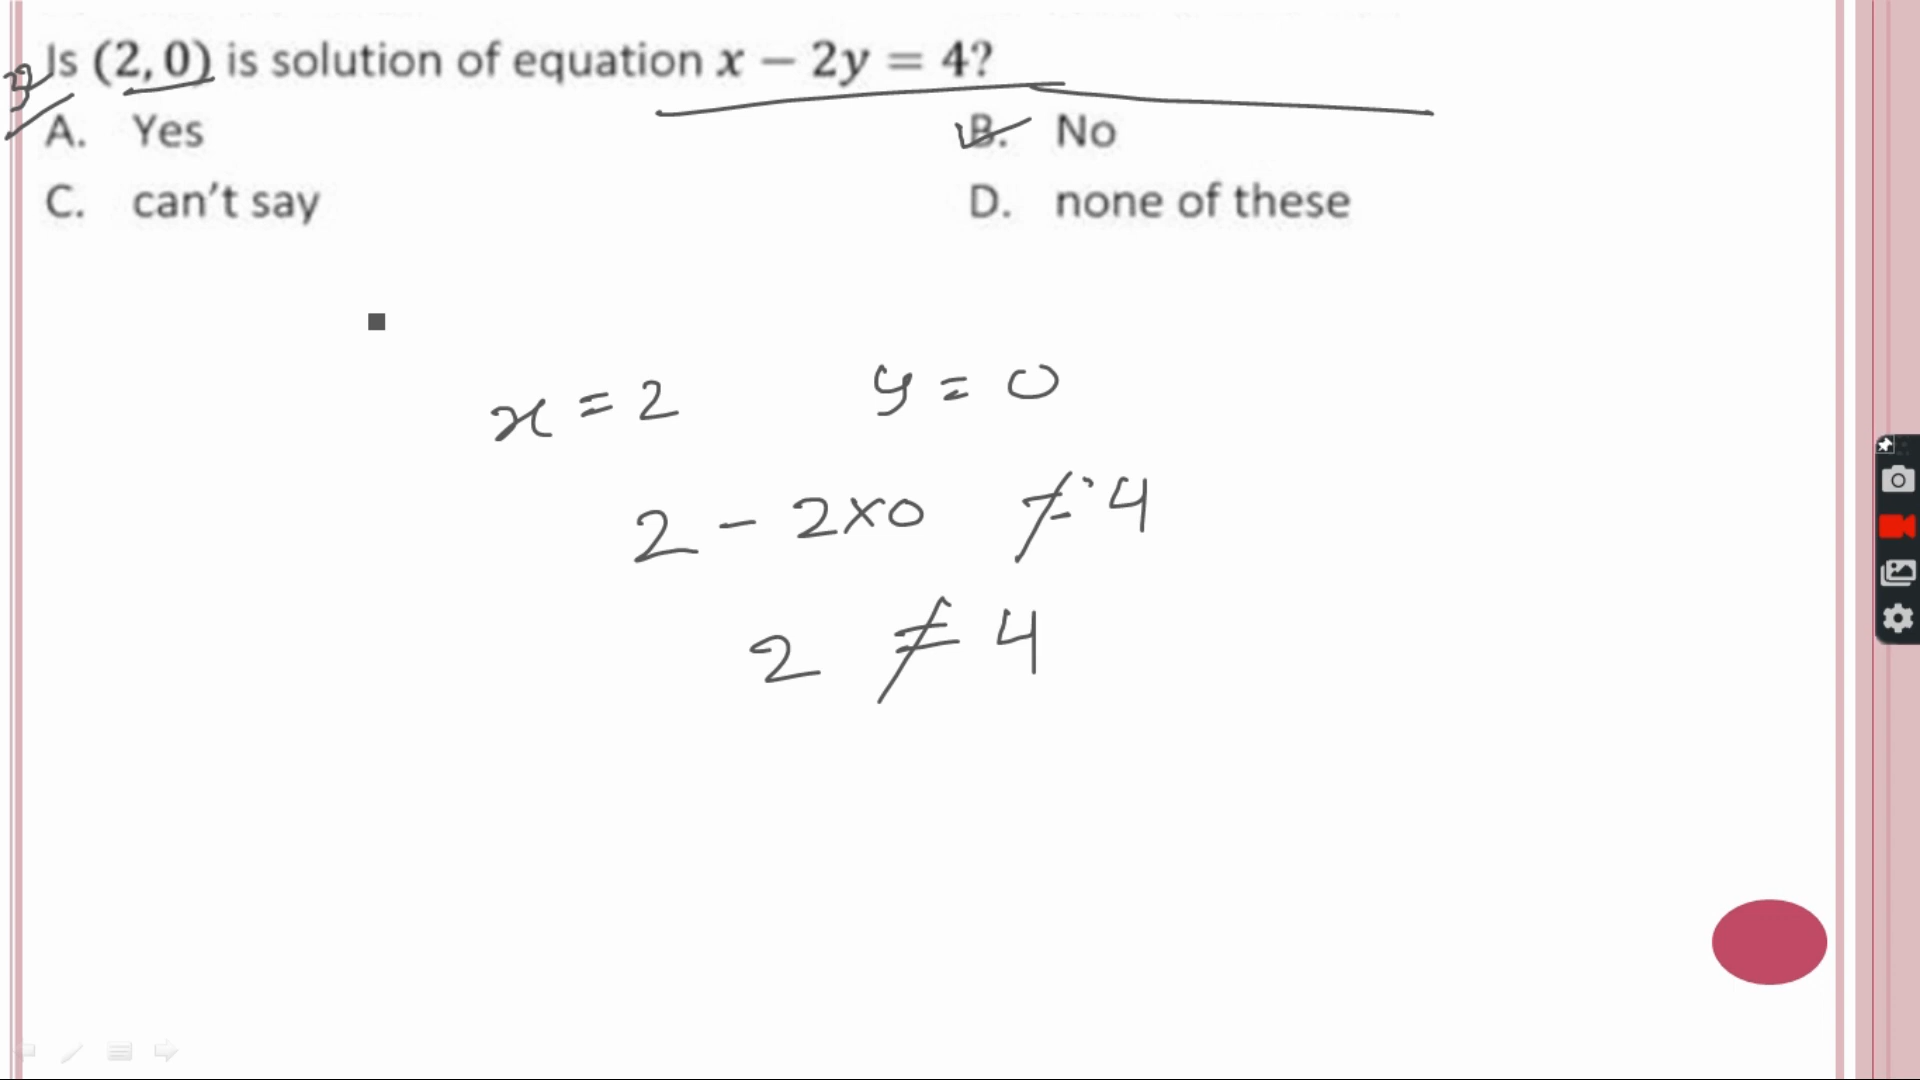 Is (2, 0) is solution of equation x − 2y = 4?
A. Yes
B. No
C. can't say
D. none of these
x = 2 y = 0
2 - 2×0 ≠ 4
2 ≠ 4